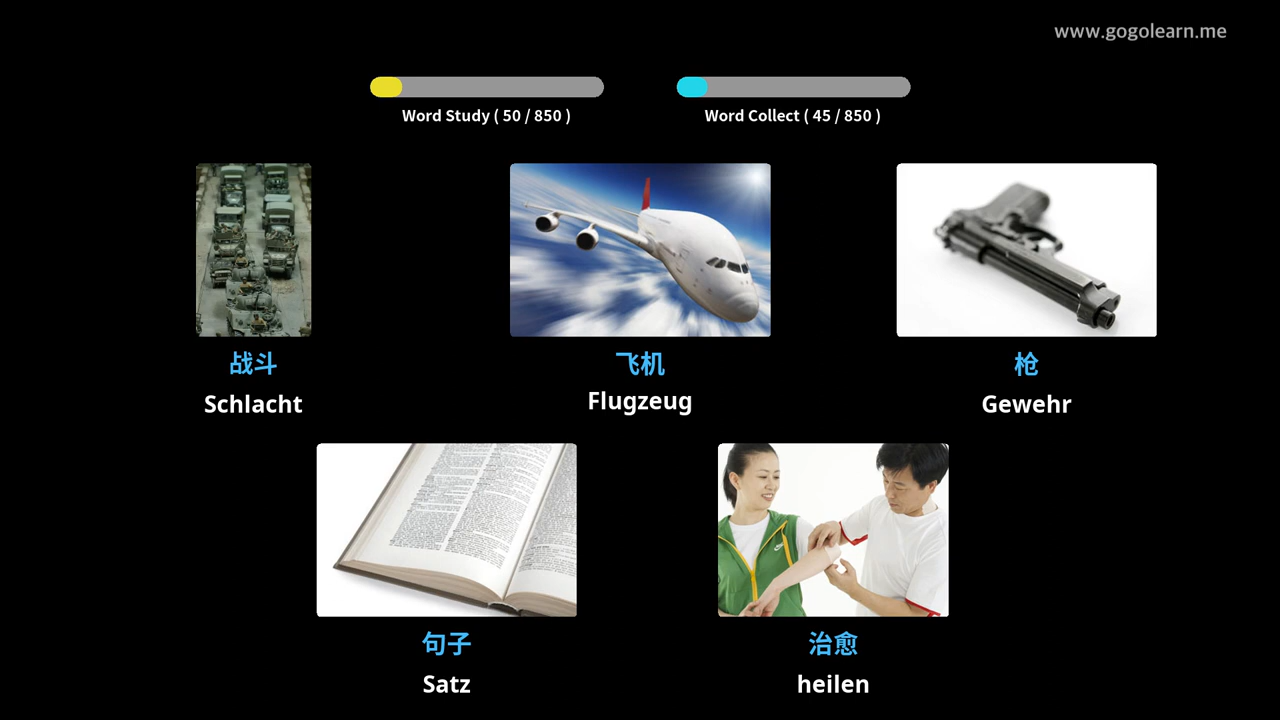 www.gogolearn.me
Word Study ( 50 / 850 )
Word Collect ( 45 / 850 )
战斗
Schlacht
飞机
Flugzeug
枪
Gewehr
句子
Satz
治愈
heilen